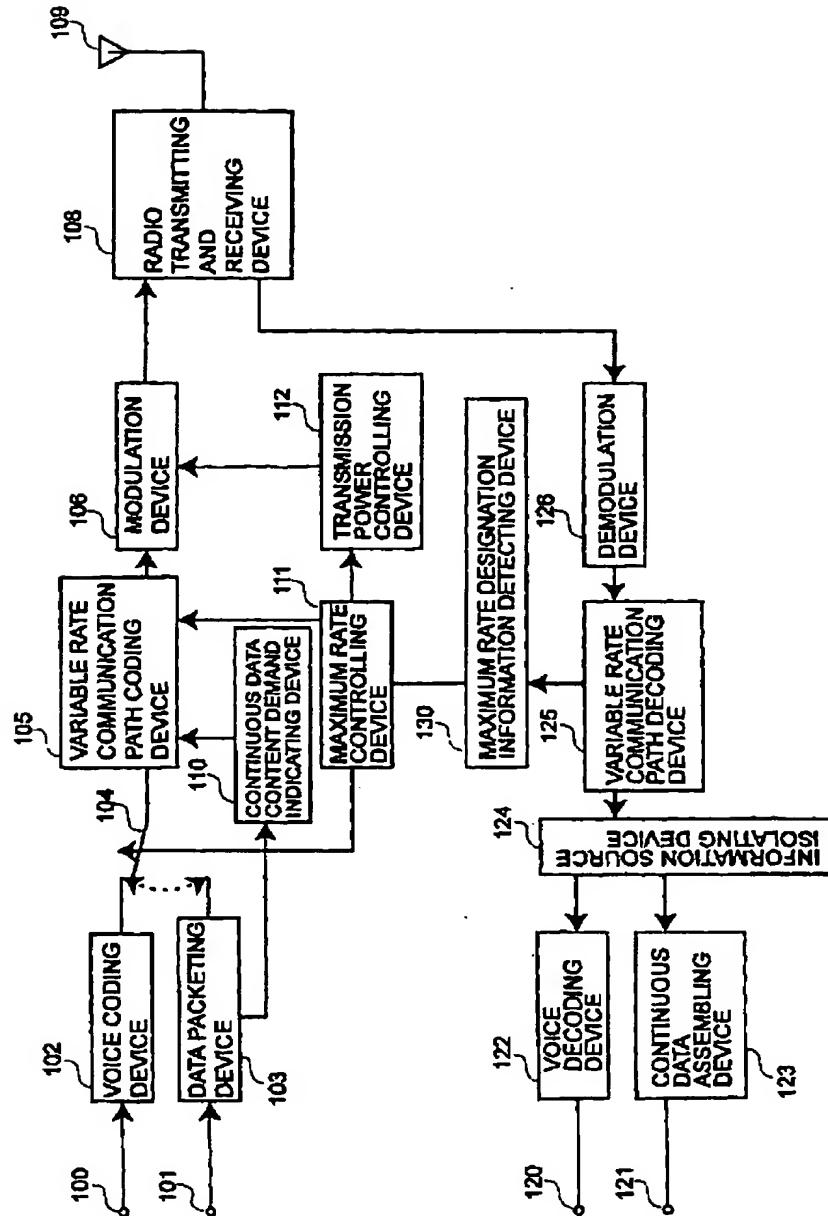 100
102
VOICE CODING
DEVICE
101
DATA PACKETING
DEVICE
103
104
105
VARIABLE RATE
COMMUNICATION
PATH CODING
DEVICE
106
MODULATION
DEVICE
108
RADIO
TRANSMITTING
AND
RECEIVING
DEVICE
109
110
CONTINUOUS DATA
CONTENT DEMAND
INDICATING DEVICE
111
MAXIMUM RATE
CONTROLLING
DEVICE
112
TRANSMISSION
POWER
CONTROLLING
DEVICE
130
MAXIMUM RATE DESIGNATION
INFORMATION DETECTING DEVICE
120
122
VOICE
DECODING
DEVICE
121
CONTINUOUS
DATA
ASSEMBLING
DEVICE
123
124
INFORMATION SOURCE
ISOLATING DEVICE
125
VARIABLE RATE
COMMUNICATION
PATH DECODING
DEVICE
126
DEMODULATION
DEVICE